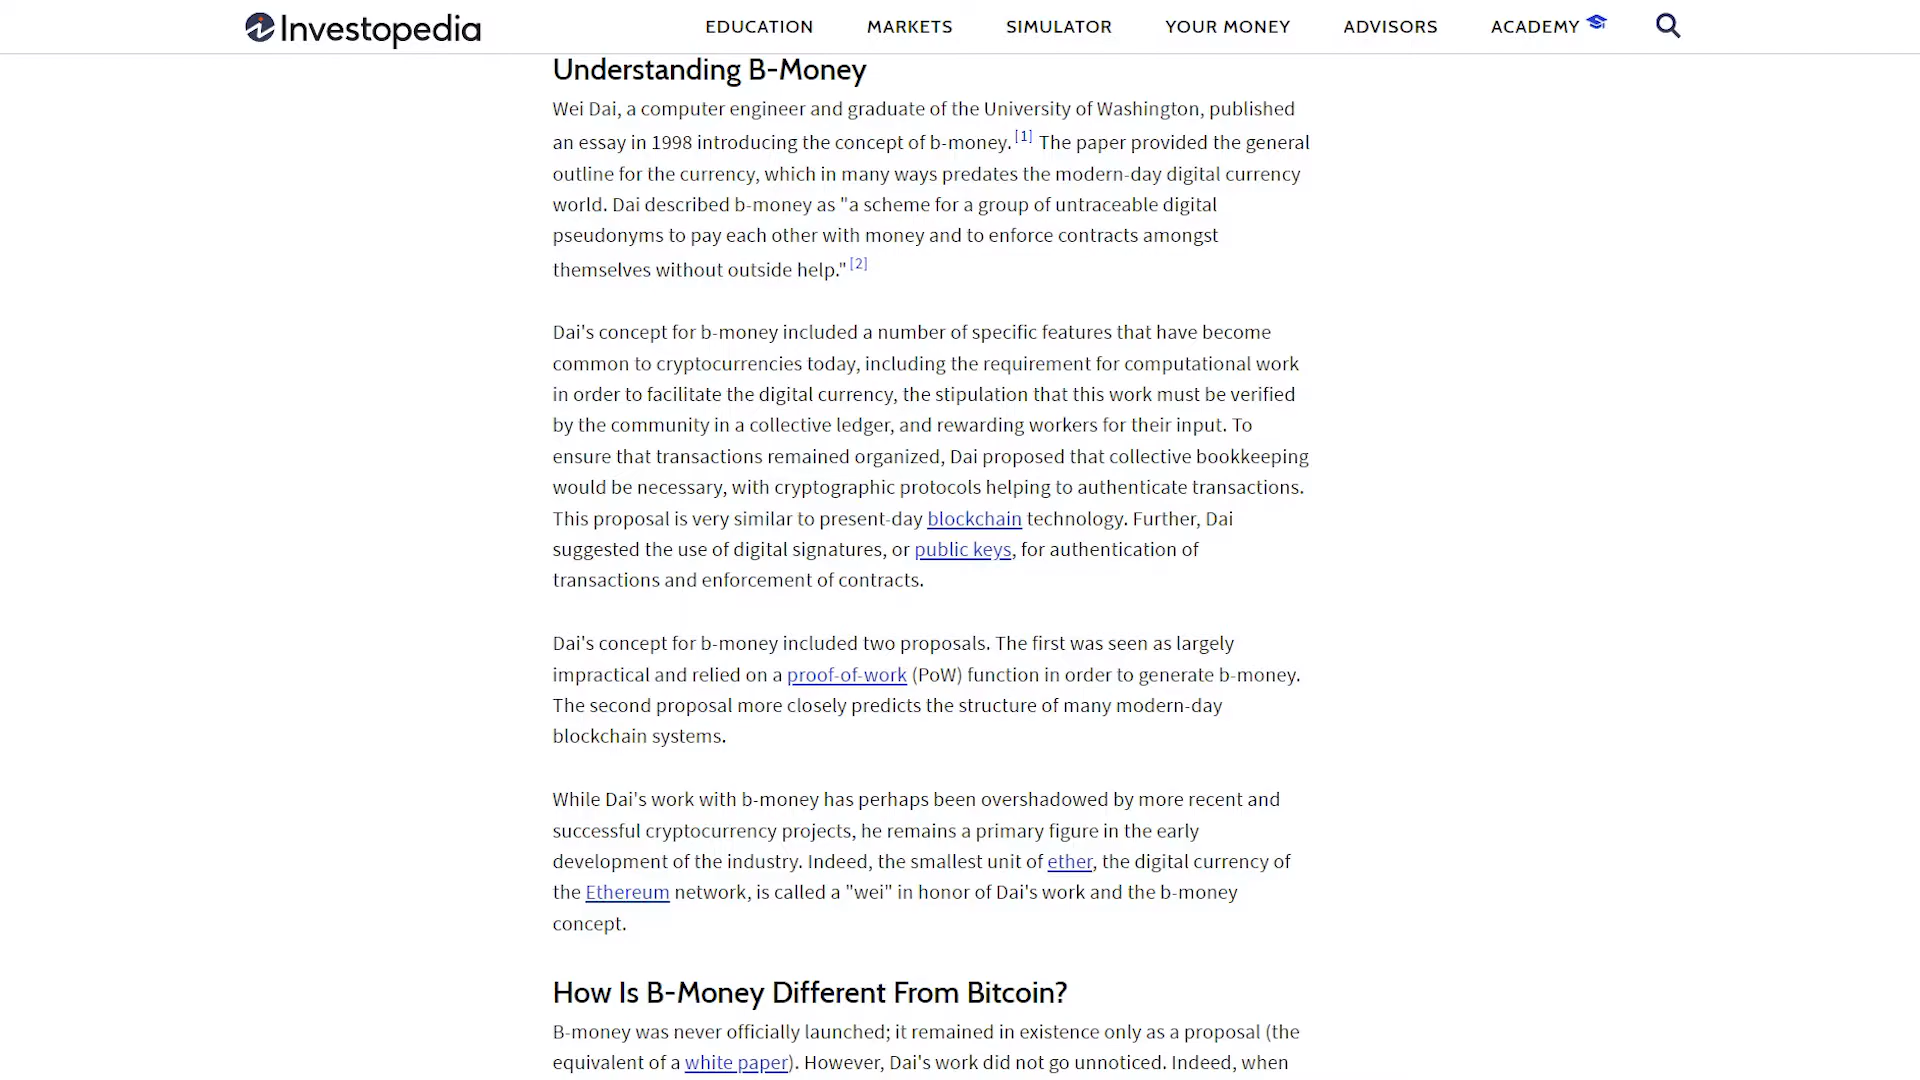 Investopedia
EDUCATION MARKETS SIMULATOR YOUR MONEY ADVISORS ACADEMY
Understanding B-Money
Wei Dai, a computer engineer and graduate of the University of Washington, published
an essay in 1998 introducing the concept of b-money.[1] The paper provided the general
outline for the currency, which in many ways predates the modern-day digital currency
world. Dai described b-money as "a scheme for a group of untraceable digital
pseudonyms to pay each other with money and to enforce contracts amongst
themselves without outside help."[2]
Dai's concept for b-money included a number of specific features that have become
common to cryptocurrencies today, including the requirement for computational work
in order to facilitate the digital currency, the stipulation that this work must be verified
by the community in a collective ledger, and rewarding workers for their input. To
ensure that transactions remained organized, Dai proposed that collective bookkeeping
would be necessary, with cryptographic protocols helping to authenticate transactions.
This proposal is very similar to present-day blockchain technology. Further, Dai
suggested the use of digital signatures, or public keys, for authentication of
transactions and enforcement of contracts.
Dai's concept for b-money included two proposals. The first was seen as largely
impractical and relied on a proof-of-work (PoW) function in order to generate b-money.
The second proposal more closely predicts the structure of many modern-day
blockchain systems.
While Dai's work with b-money has perhaps been overshadowed by more recent and
successful cryptocurrency projects, he remains a primary figure in the early
development of the industry. Indeed, the smallest unit of ether, the digital currency of
the Ethereum network, is called a "wei" in honor of Dai's work and the b-money
concept.
How Is B-Money Different From Bitcoin?
B-money was never officially launched; it remained in existence only as a proposal (the
equivalent of a white paper). However, Dai's work did not go unnoticed. Indeed, when